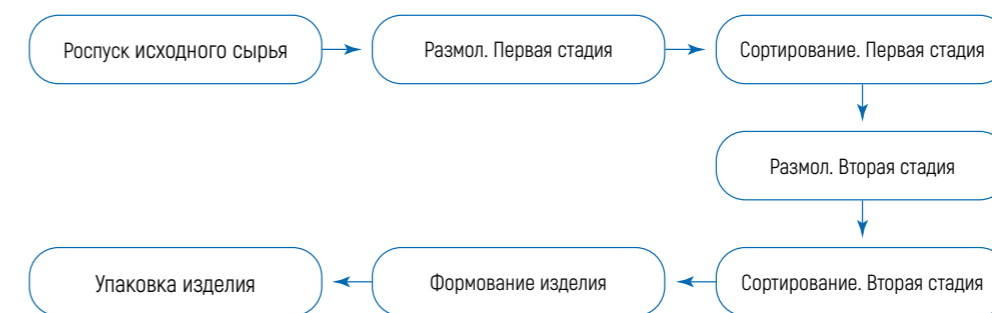 Роспуск исходного сырья
Размол. Первая стадия
Сортирование. Первая стадия
Размол. Вторая стадия
Сортирование. Вторая стадия
Формование изделия
Упаковка изделия